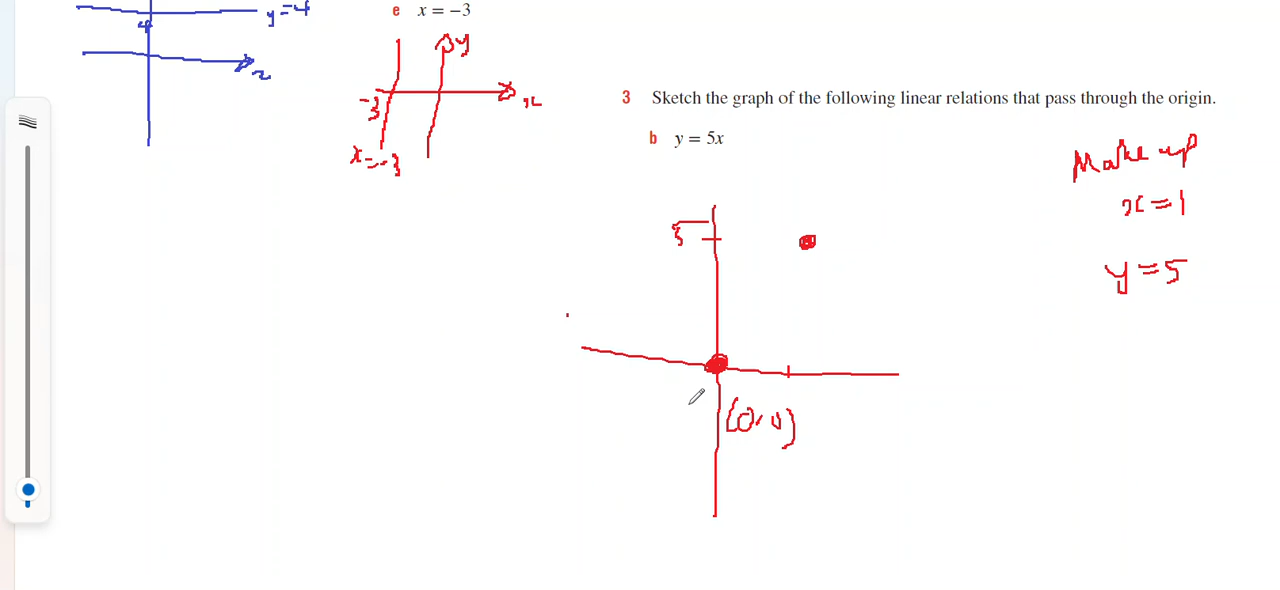 4
y=4
x
e x = −3
y
-3
x
x=-3
3 Sketch the graph of the following linear relations that pass through the origin.
b y = 5x
Make up
x=1
y=5
5
(0,0)